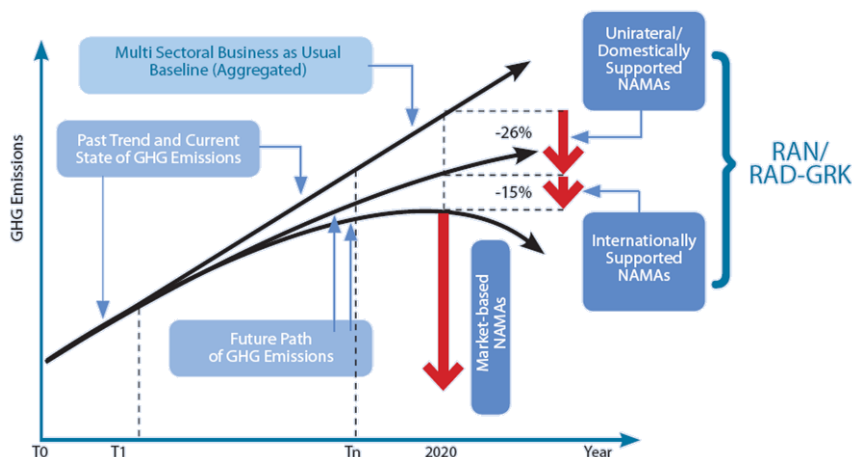 Multi Sectoral Business as Usual
Baseline (Aggregated)
Unirateral/
Domestically
Supported
NAMAs
Past Trend and Current
State of GHG Emissions
-26%
-15%
RAN/
RAD-GRK
GHG Emissions
Internationally
Supported
NAMAs
Market-based
NAMAs
Future Path
of GHG Emissions
T0
T1
Tn
2020
Year